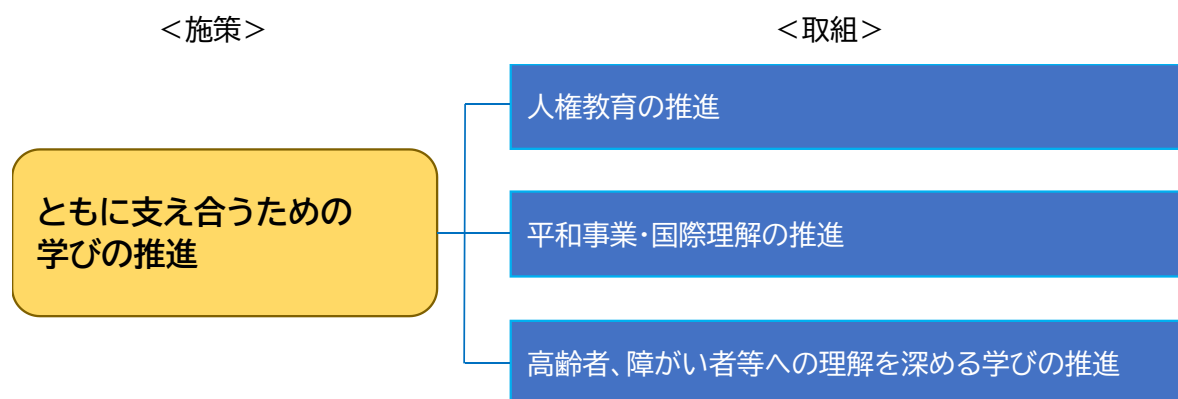 ＜施策＞
＜取組＞
ともに支え合うための
学びの推進
人権教育の推進
平和事業・国際理解の推進
高齢者、障がい者等への理解を深める学びの推進